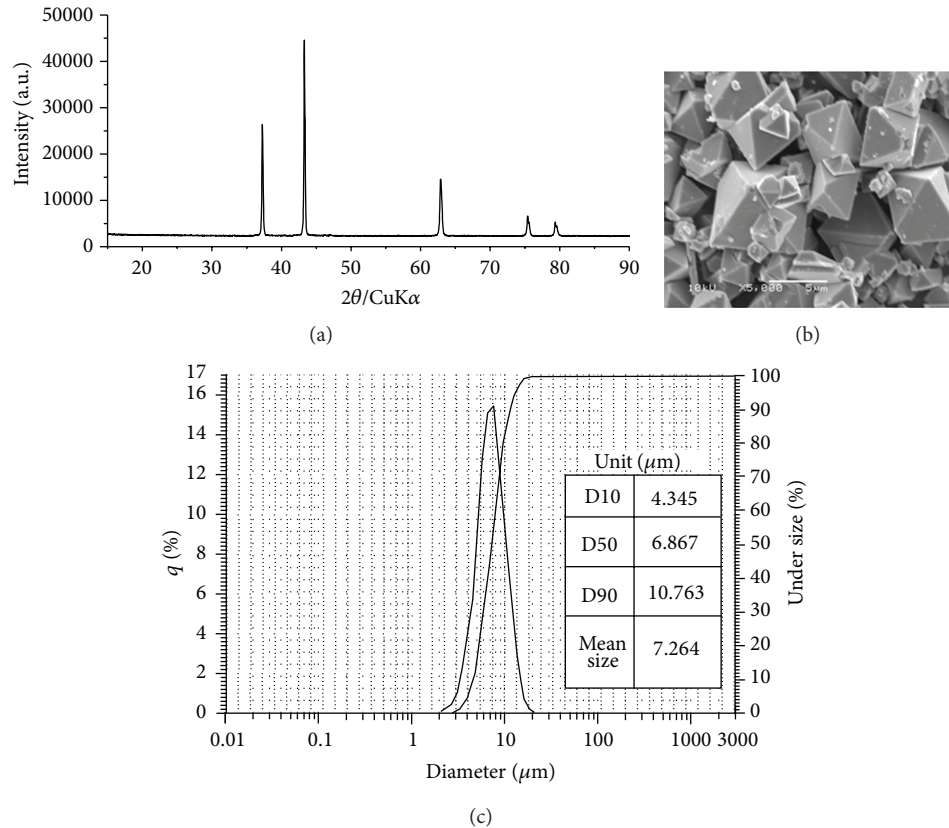 50000
40000
30000
20000
10000
0
Intensity (a.u.)
20 30 40 50 60 70 80 90
2θ/CuKα
(a)
10kV X5,000 5μm
(b)
17
16
14
12
10
8
6
4
2
0
q (%)
100
90
80
70
60
50
40
30
20
10
0
Under size (%)
Unit (μm)
D10 4.345
D50 6.867
D90 10.763
Mean
size 7.264
0.01 0.1 1 10 100 1000 3000
Diameter (μm)
(c)